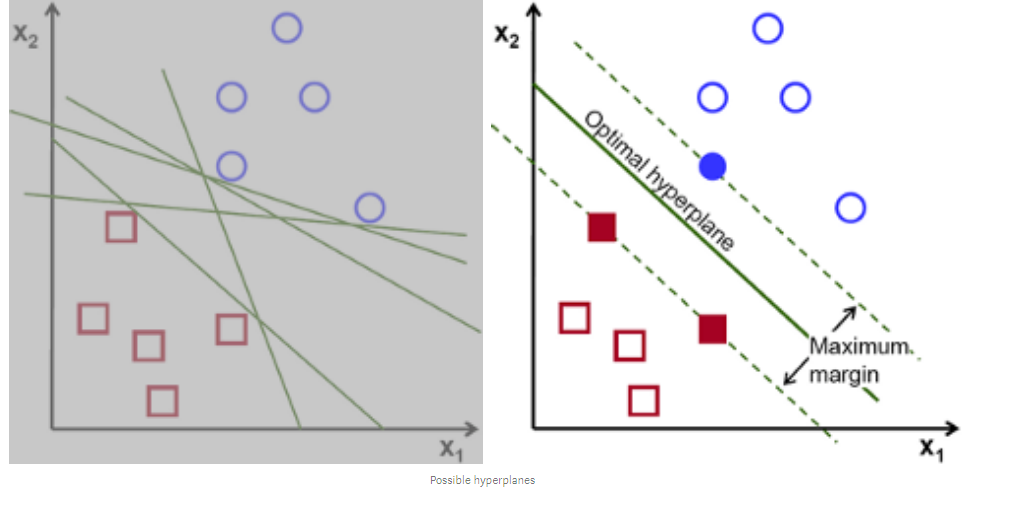 x₂
x₁
x₂
Optimal hyperplane
Maximum
margin
x₁
Possible hyperplanes